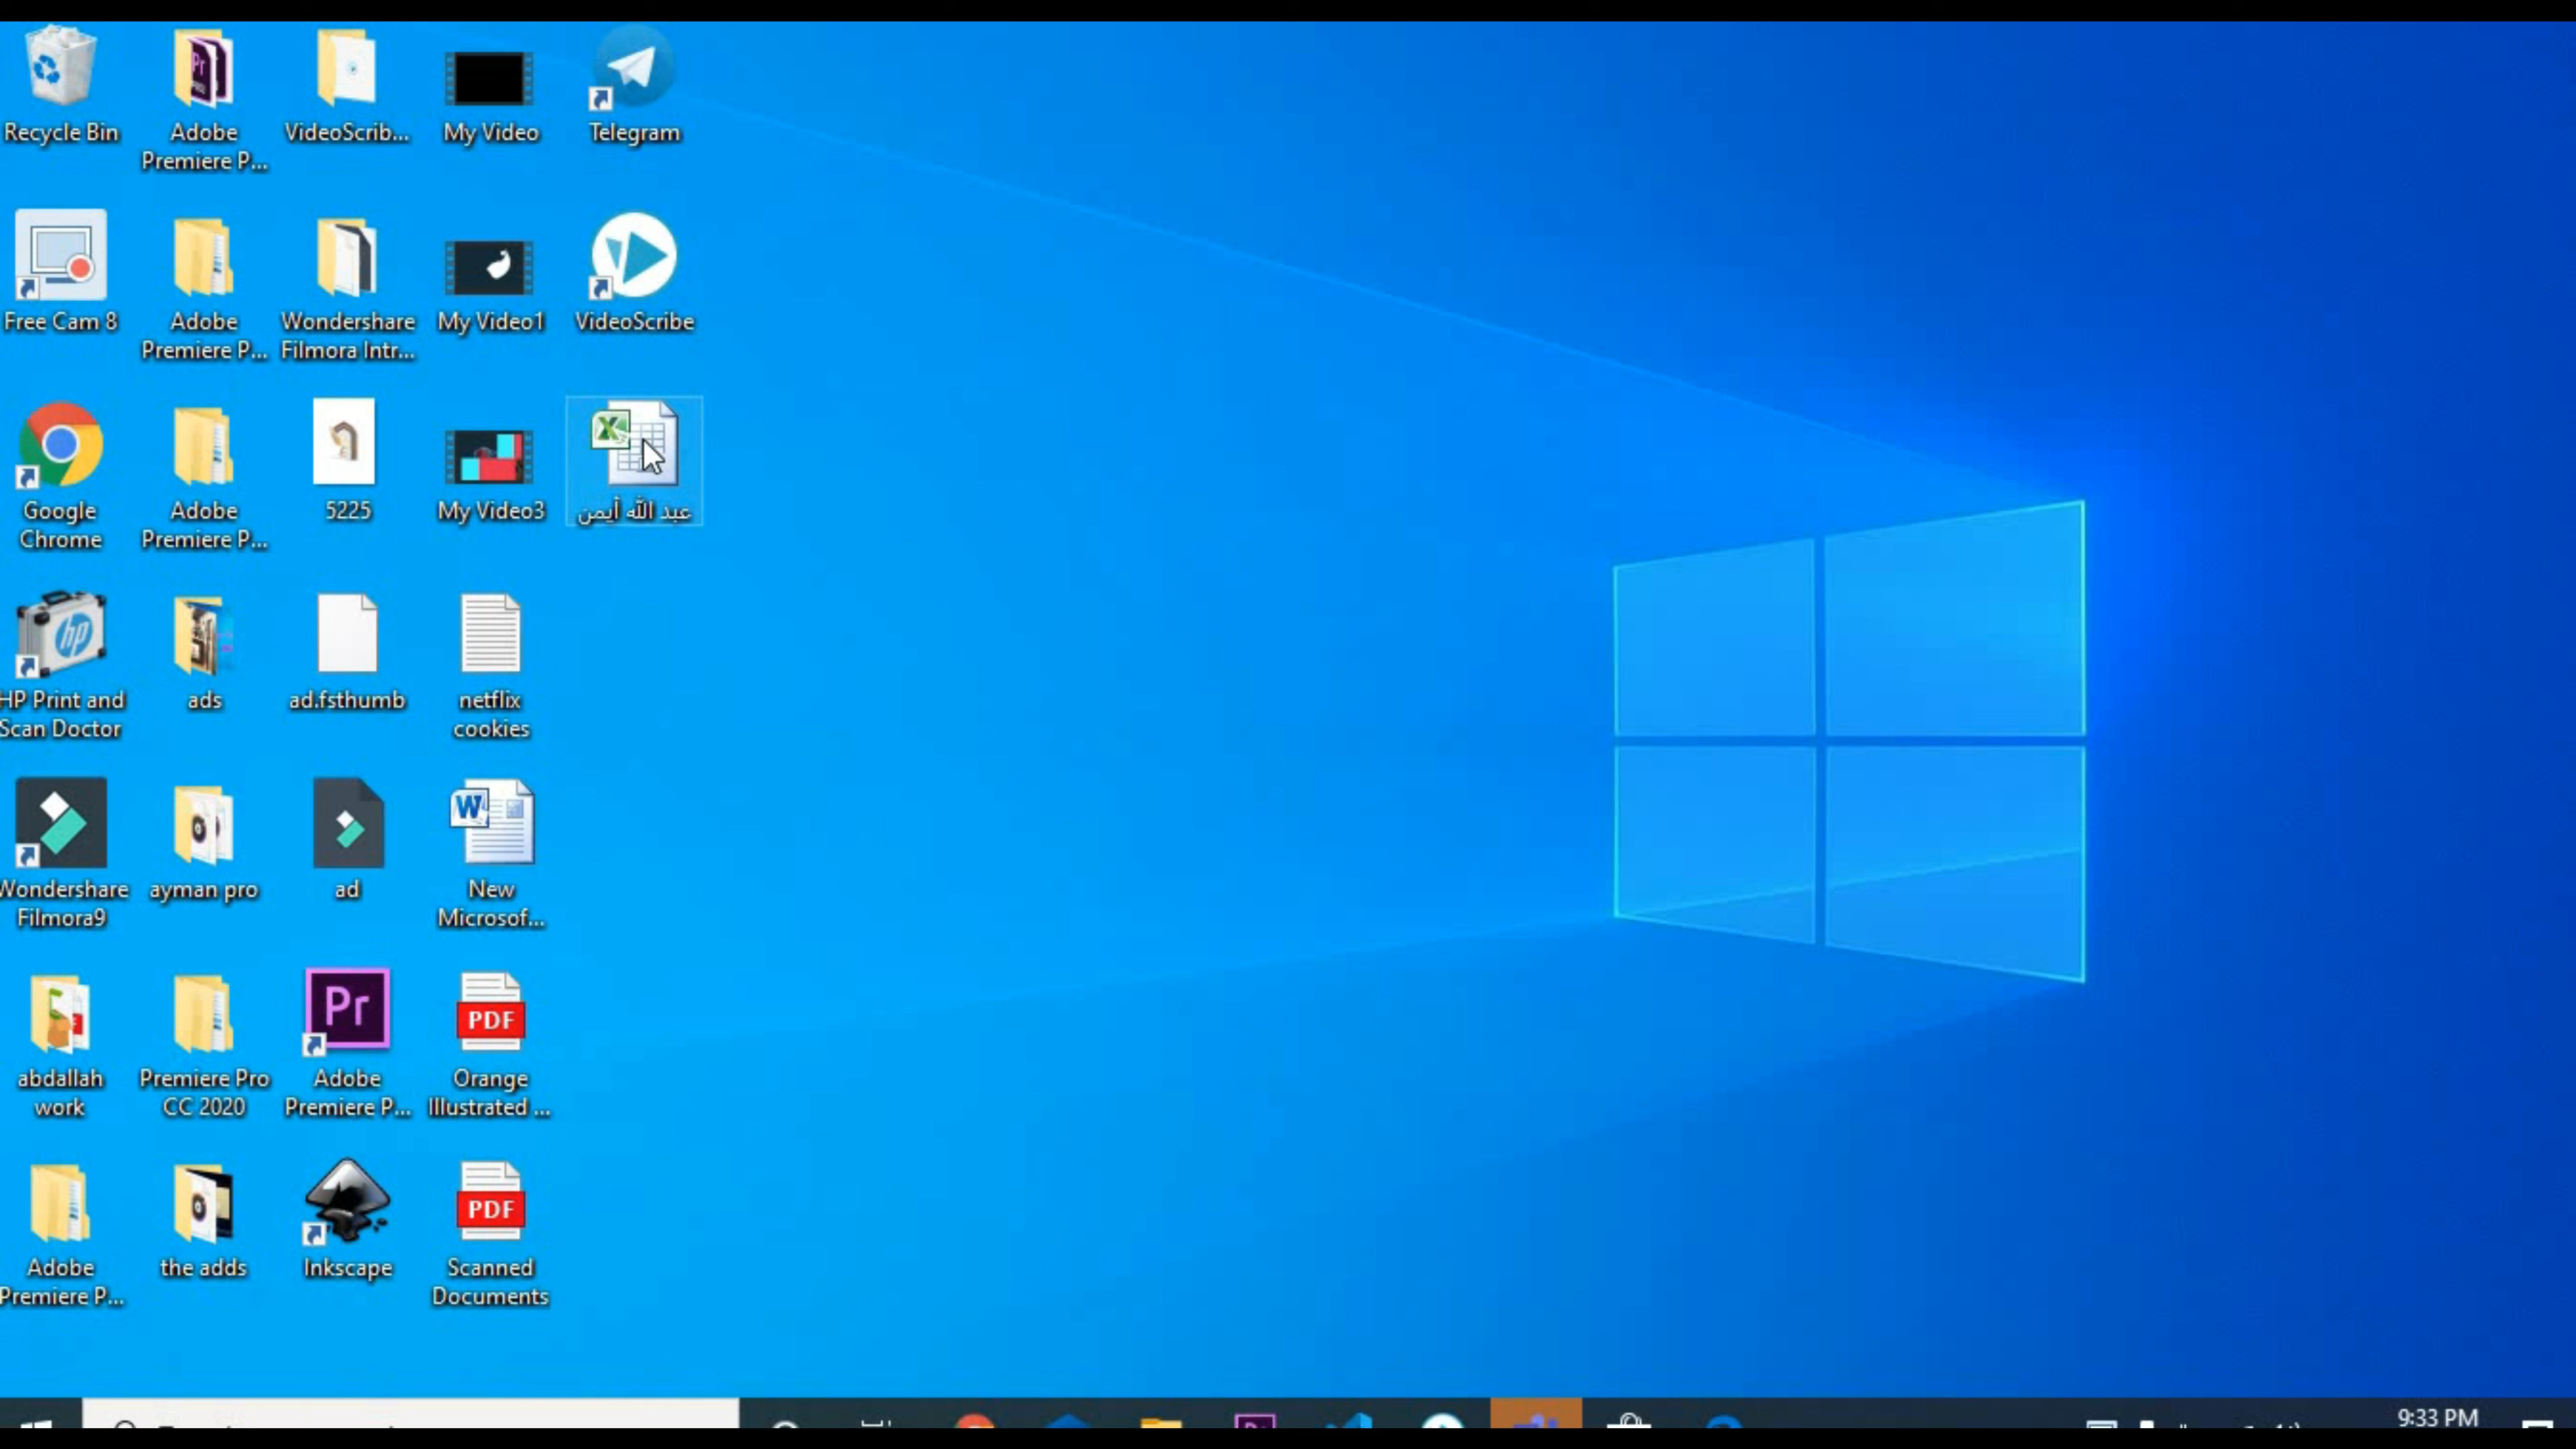 Recycle Bin
Adobe
Premiere P...
VideoScrib...
My Video
Telegram
Free Cam 8
Adobe
Premiere P...
Wondershare
Filmora Intr...
My Video1
VideoScribe
Google
Chrome
Adobe
Premiere P...
5225
My Video3
عبد الله أيمن
HP Print and
Scan Doctor
ads
ad.fsthumb
netflix
cookies
Wondershare
Filmora9
ayman pro
ad
New
Microsof...
abdallah
work
Premiere Pro
CC 2020
Pr
Adobe
Premiere P...
PDF
Orange
Illustrated ...
Adobe
Premiere P...
the adds
Inkscape
PDF
Scanned
Documents
9:33 PM